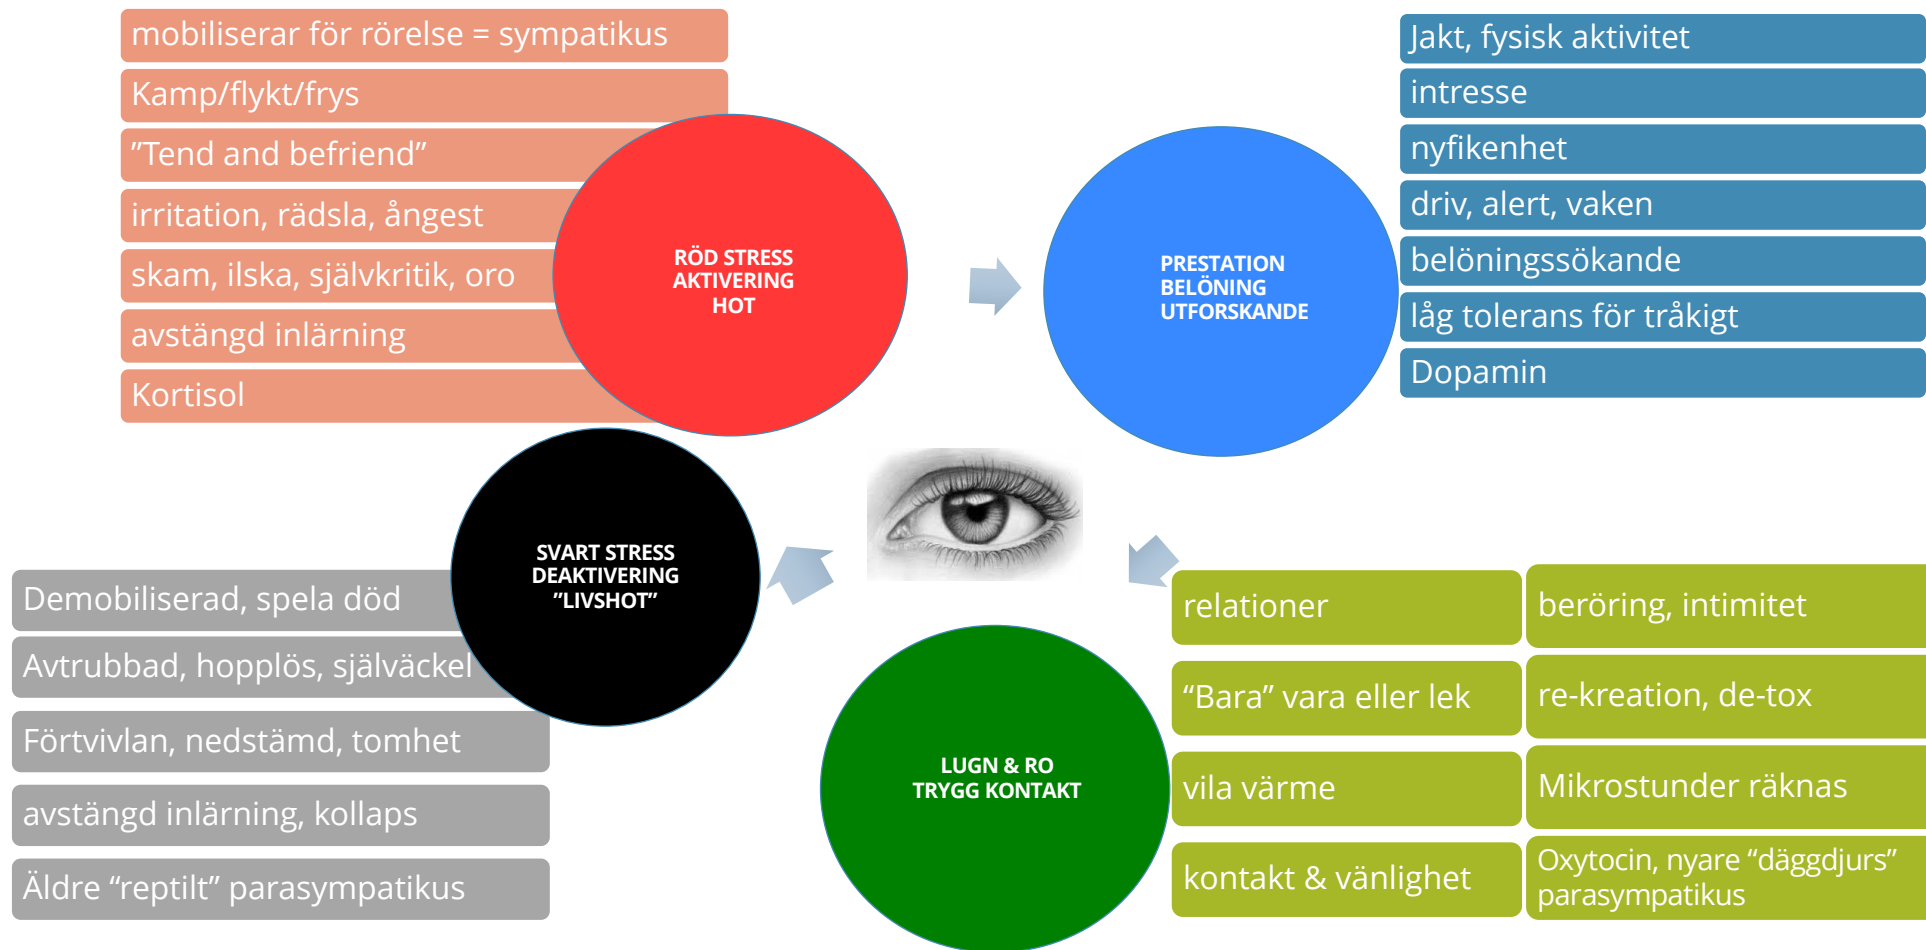 mobiliserar för rörelse = sympatikus
Kamp/flykt/frys
”Tend and befriend”
irritation, rädsla, ångest
skam, ilska, självkritik, oro
avstängd inlärning
Kortisol
RÖD STRESS
AKTIVERING
HOT
PRESTATION
BELÖNING
UTFORSKANDE
Jakt, fysisk aktivitet
intresse
nyfikenhet
driv, alert, vaken
belöningssökande
låg tolerans för tråkigt
Dopamin
SVART STRESS
DEAKTIVERING
”LIVSHOT”
Demobiliserad, spela död
Avtrubbad, hopplös, själväckel
Förtvivlan, nedstämd, tomhet
avstängd inlärning, kollaps
Äldre “reptilt” parasympatikus
LUGN & RO
TRYGG KONTAKT
relationer
“Bara” vara eller lek
vila värme
kontakt & vänlighet
beröring, intimitet
re-kreation, de-tox
Mikrostunder räknas
Oxytocin, nyare “däggdjurs”
parasympatikus